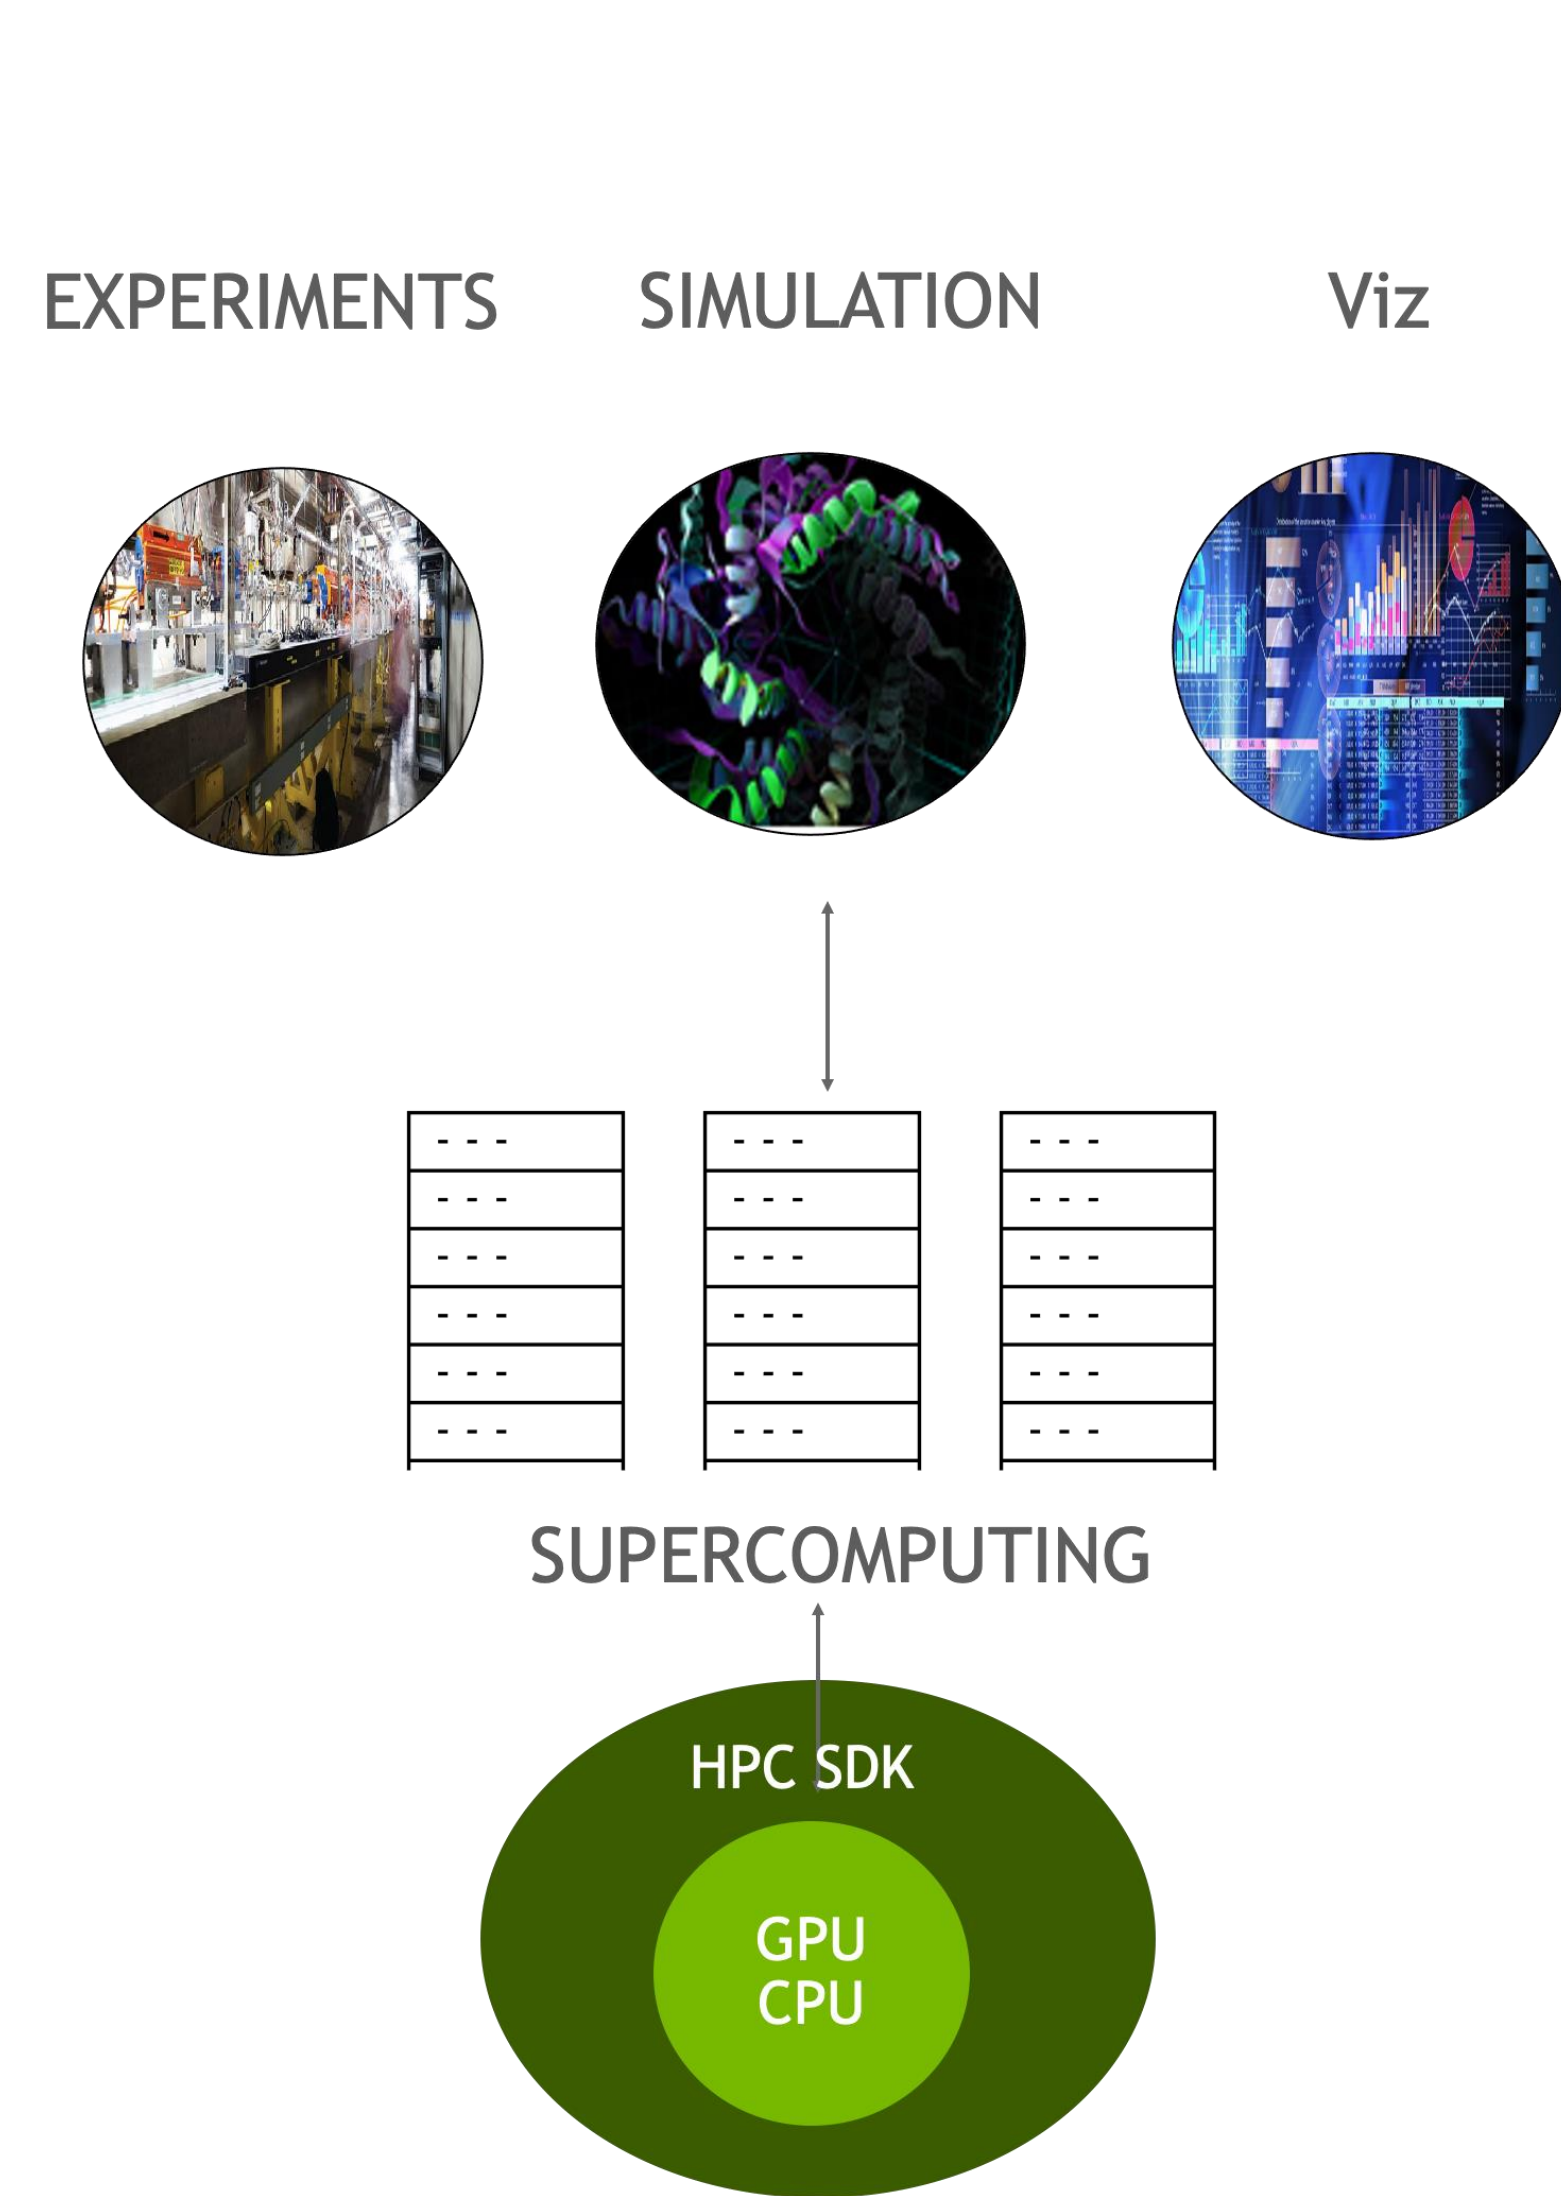 EXPERIMENTS
SIMULATION
Viz
SUPERCOMPUTING
HPC SDK
GPU
CPU